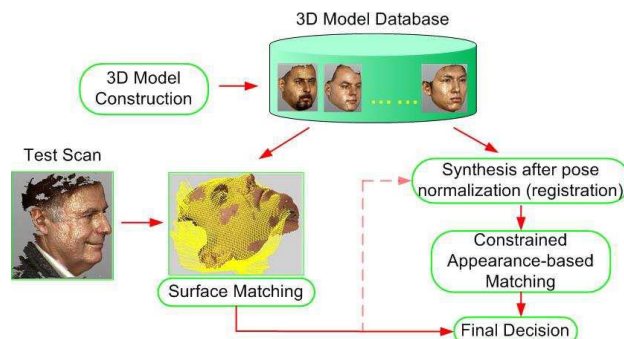 3D Model Database
3D Model
Construction
Test Scan
Synthesis after pose
normalization (registration)
Constrained
Appearance-based
Matching
Surface Matching
Final Decision